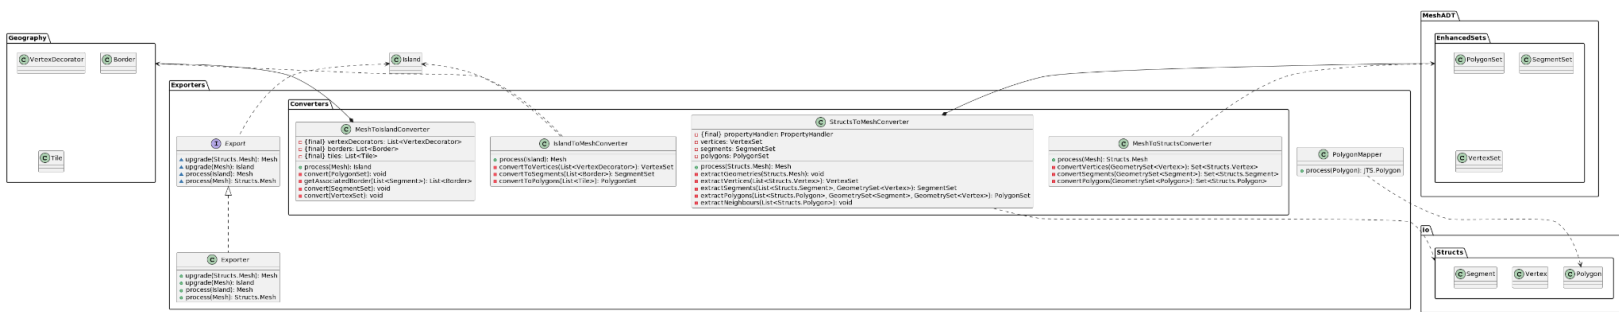 Geography
C VertexDecorator
C Border
C Tile
C Island
Exporters
I Export
upgrade(Structs.Mesh): Mesh
upgrade(Mesh): Island
process(Island): Mesh
process(Mesh): Structs.Mesh
C Exporter
upgrade(Structs.Mesh): Mesh
upgrade(Mesh): Island
process(Island): Mesh
process(Mesh): Structs.Mesh
Converters
C MeshToIslandConverter
{final} vertexDecorators: List<VertexDecorator>
{final} borders: List<Border>
{final} tiles: List<Tile>
process(Mesh): Island
convert(PolygonSet): void
getAssociatedBorder(List<Segment>): List<Border>
convert(SegmentSet): void
convert(VertexSet): void
C IslandToMeshConverter
process(Island): Mesh
convertToVertices(List<VertexDecorator>): VertexSet
convertToSegments(List<Border>): SegmentSet
convertToPolygons(List<Tile>): PolygonSet
C StructsToMeshConverter
{final} propertyHandler: PropertyHandler
vertices: VertexSet
segments: SegmentSet
polygons: PolygonSet
process(Structs.Mesh): Mesh
extractGeometries(Structs.Mesh): void
extractVertices(List<Structs.Vertex>): VertexSet
extractSegments(List<Structs.Segment>, GeometrySet<Vertex>): SegmentSet
extractPolygons(List<Structs.Polygon>, GeometrySet<Segment>, GeometrySet<Vertex>): PolygonSet
extractNeighbours(List<Structs.Polygon>): void
C MeshToStructsConverter
process(Mesh): Structs.Mesh
convertVertices(GeometrySet<Vertex>): Set<Structs.Vertex>
convertSegments(GeometrySet<Segment>): Set<Structs.Segment>
convertPolygons(GeometrySet<Polygon>): Set<Structs.Polygon>
C PolygonMapper
process(Polygon): JTS.Polygon
MeshADT
EnhancedSets
C PolygonSet
C SegmentSet
C VertexSet
io
Structs
C Segment
C Vertex
C Polygon